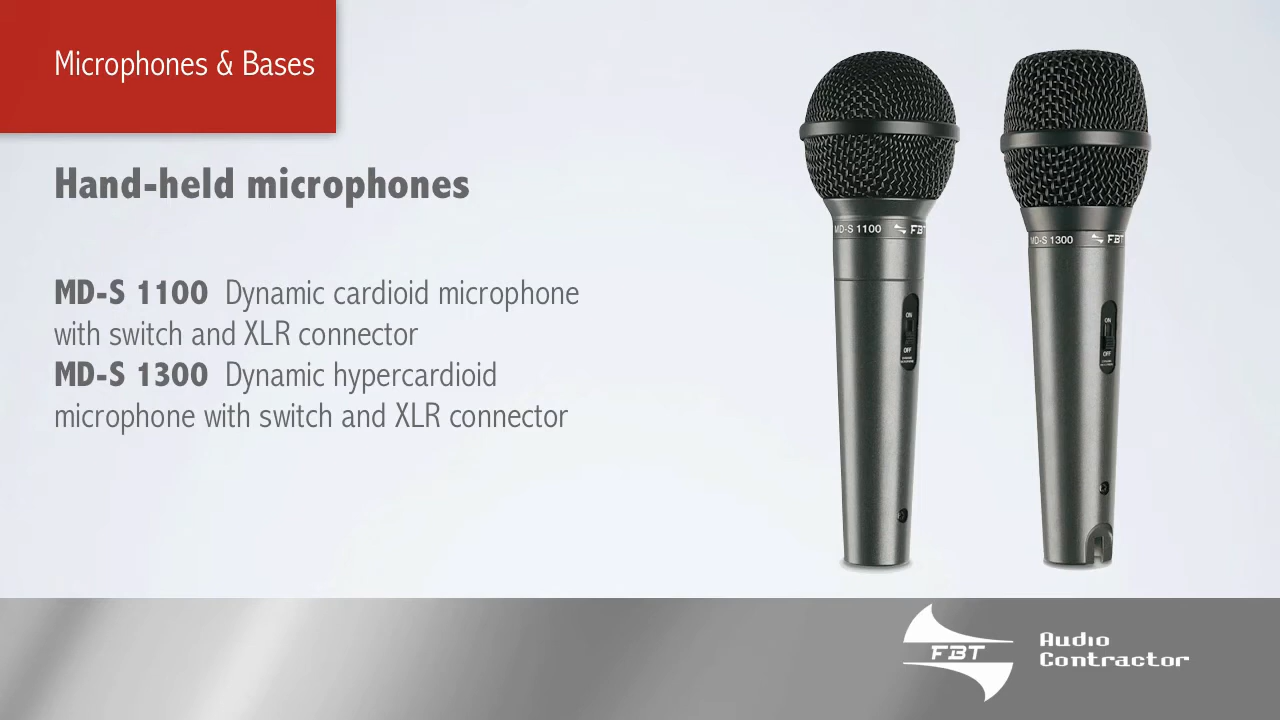 Microphones & Bases
Hand-held microphones
MD-S 1100 Dynamic cardioid microphone
with switch and XLR connector
MD-S 1300 Dynamic hypercardioid
microphone with switch and XLR connector
MD-S 1100 FBT
ON
OFF
MD-S 1300 FBT
ON
OFF
FBT
Audio
Contractor